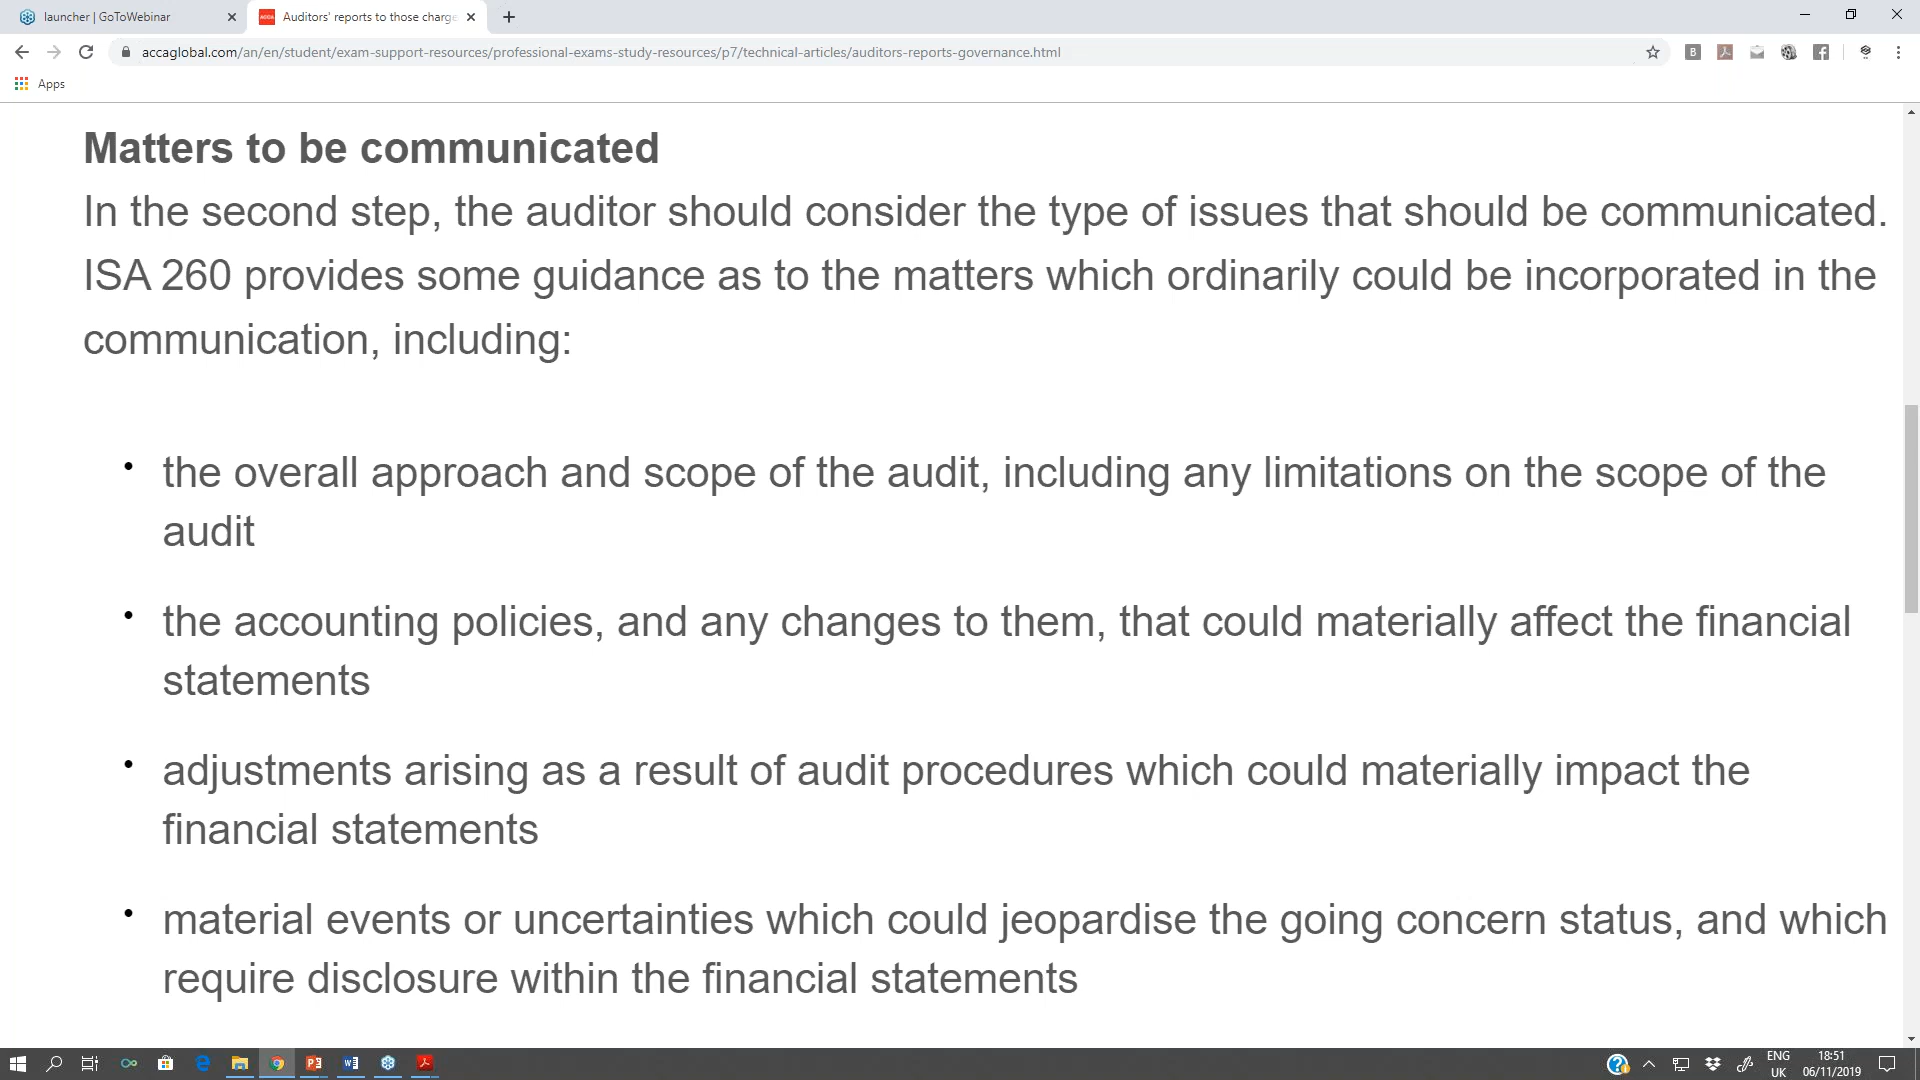 launcher | GoToWebinar
ACCA
Auditors' reports to those charge
accaglobal.com/an/en/student/exam-support-resources/professional-exams-study-resources/p7/technical-articles/auditors-reports-governance.html
B
Apps
Matters to be communicated
In the second step, the auditor should consider the type of issues that should be communicated.
ISA 260 provides some guidance as to the matters which ordinarily could be incorporated in the
communication, including:
• the overall approach and scope of the audit, including any limitations on the scope of the
audit
• the accounting policies, and any changes to them, that could materially affect the financial
statements
• adjustments arising as a result of audit procedures which could materially impact the
financial statements
• material events or uncertainties which could jeopardise the going concern status, and which
require disclosure within the financial statements
ENG
UK
18:51
06/11/2019